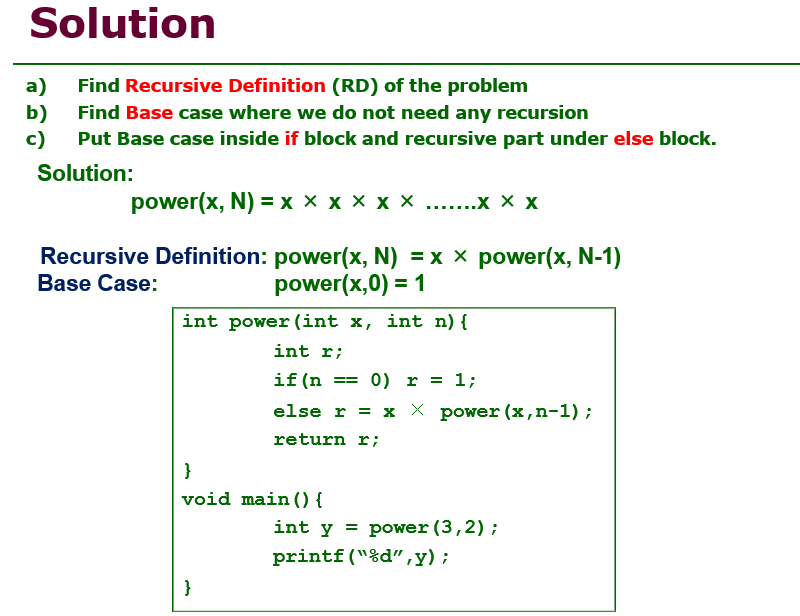 Solution
a) Find Recursive Definition (RD) of the problem
b) Find Base case where we do not need any recursion
c) Put Base case inside if block and recursive part under else block.
Solution:
power(x, N) = x × x × x × …….x × x
Recursive Definition: power(x, N)  = x × power(x, N-1)
Base Case: power(x,0) = 1
int power(int x, int n){
int r;
if(n == 0) r = 1;
else r = x × power(x,n-1);
return r;
}
void main(){
int y = power(3,2);
printf(“%d”,y);
}